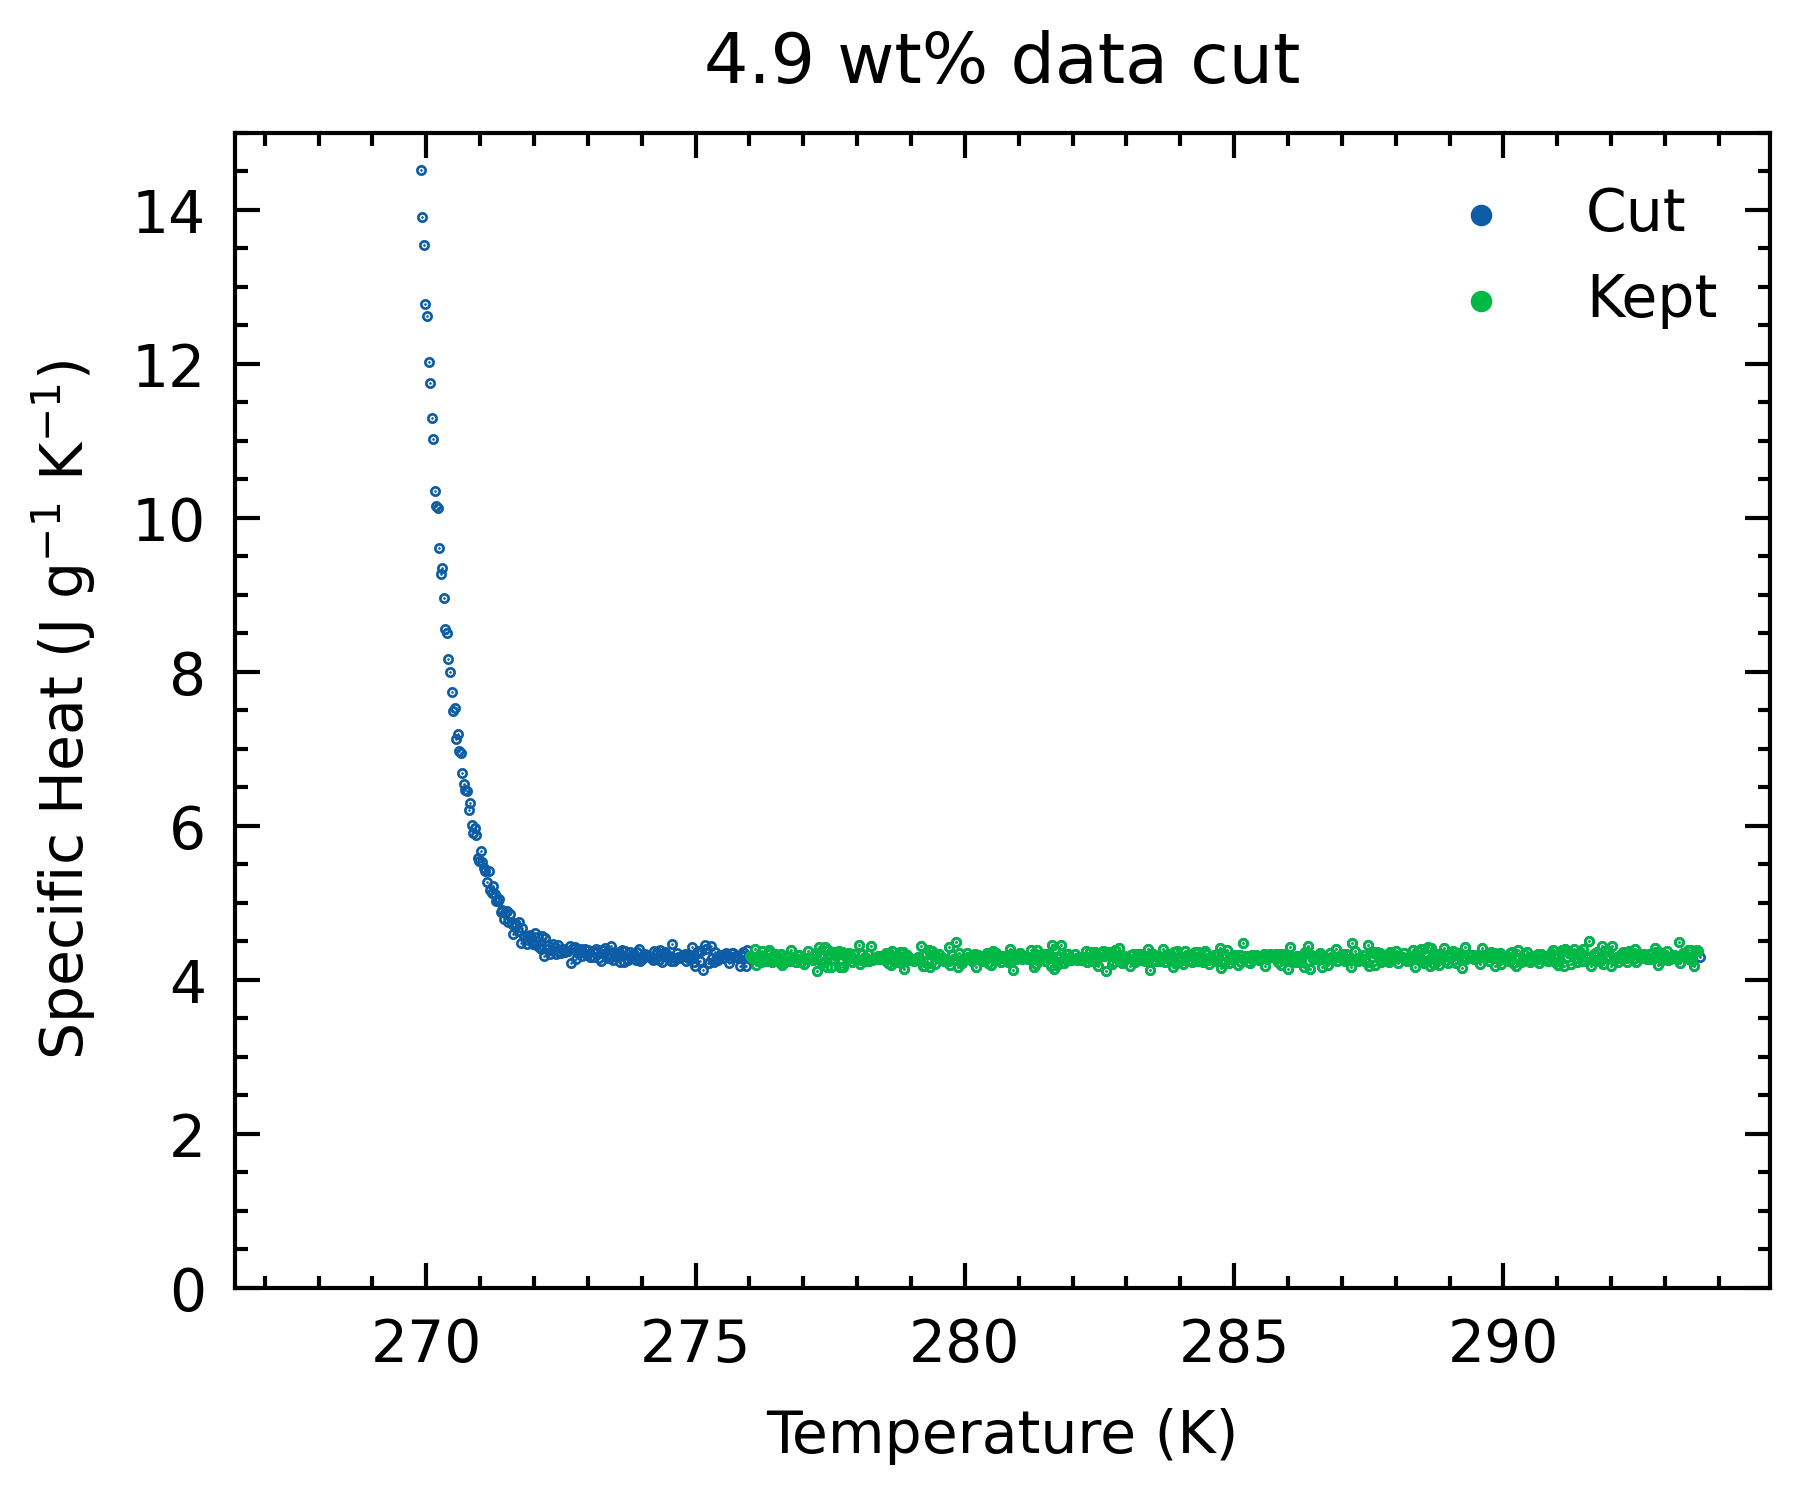 4.9 wt% data cut
Cut
Kept
Specific Heat (J g⁻¹ K⁻¹)
14
12
10
8
6
4
2
0
270 275 280 285 290
Temperature (K)